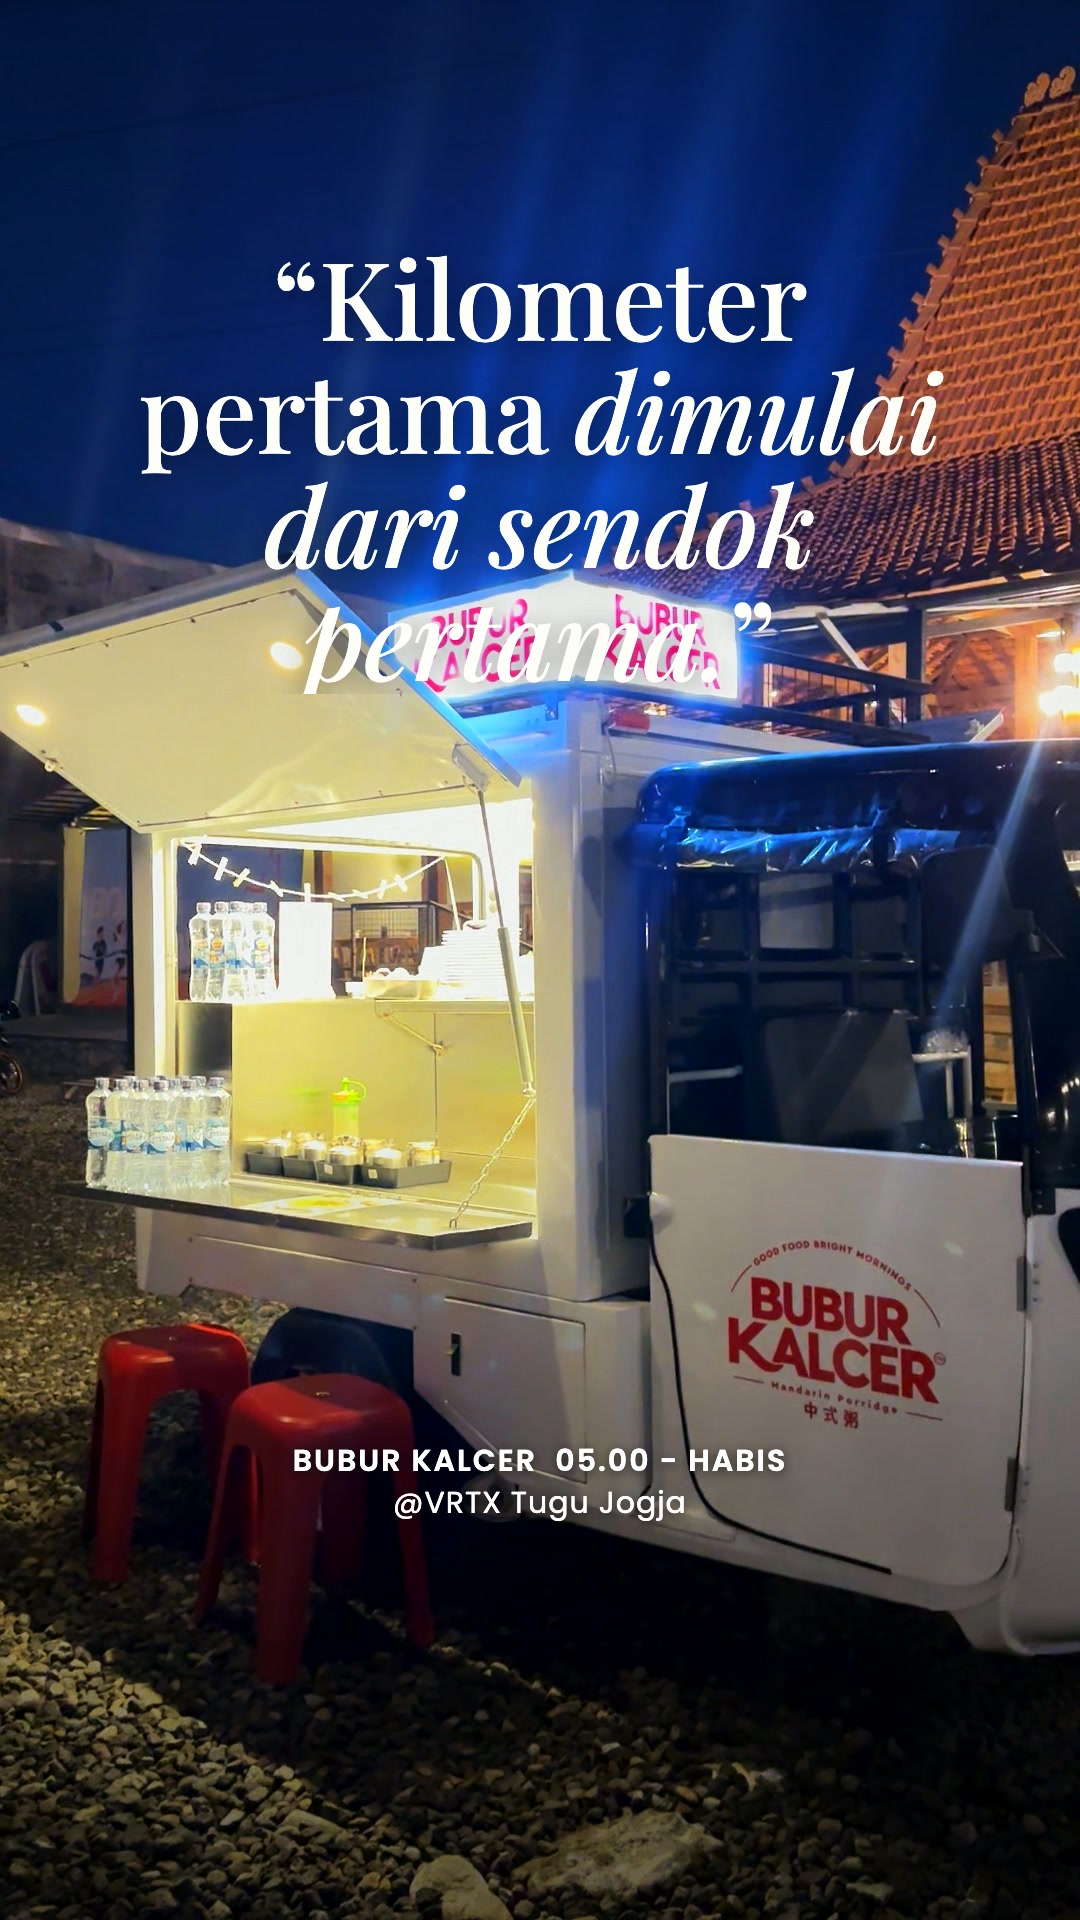 “Kilometer
pertama dimulai
dari sendok
pertama.”
BUBUR
KALCER
BUBUR
KALCER
GOOD FOOD BRIGHT MORNINGS
BUBUR
KALCER
Mandarin Porridge
中式粥
BUBUR KALCER 05.00 - HABIS
@VRTX Tugu Jogja